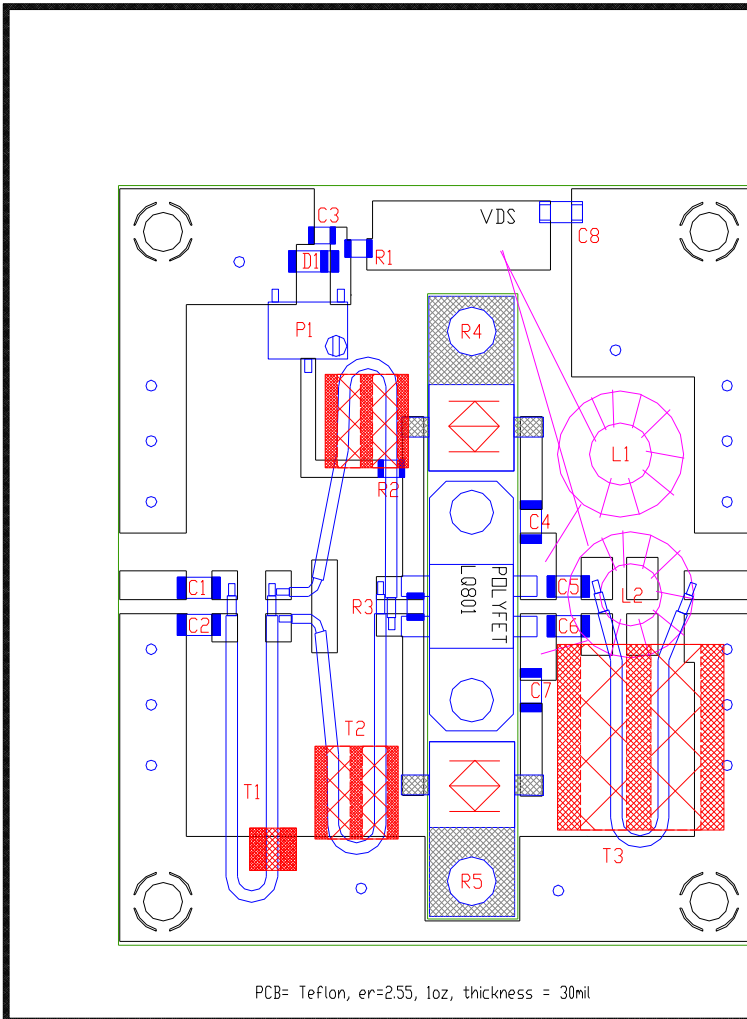 C3
VDS
C8
D1
R1
P1
R4
L1
R2
C4
C1
C5
L2
R3
POLYFET
LQ801
C2
C6
C7
T2
T1
T3
R5
PCB= Teflon, er=2.55, 1oz, thickness = 30mil